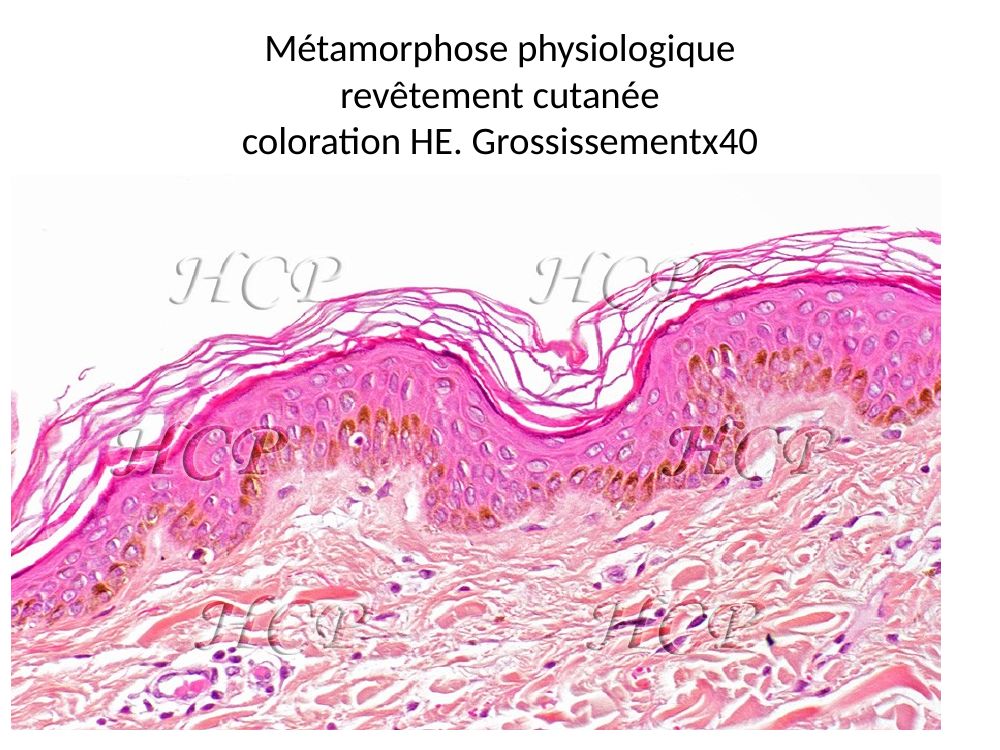 Métamorphose physiologique
revêtement cutanée
coloration HE. Grossissementx40
HCP HCP
HCP HCP
HCP HCP